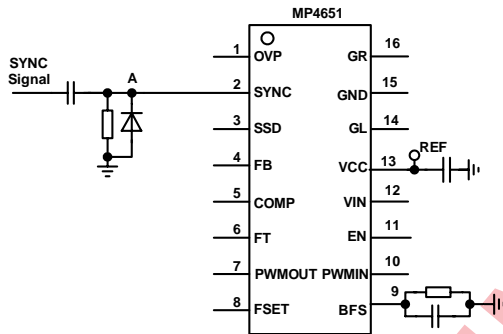 MP4651
SYNC
Signal
A
1 OVP GR 16
2 SYNC GND 15
3 SSD GL 14
4 FB VCC 13 REF
5 COMP VIN 12
6 FT EN 11
7 PWMOUT PWMIN 10
8 FSET BFS 9